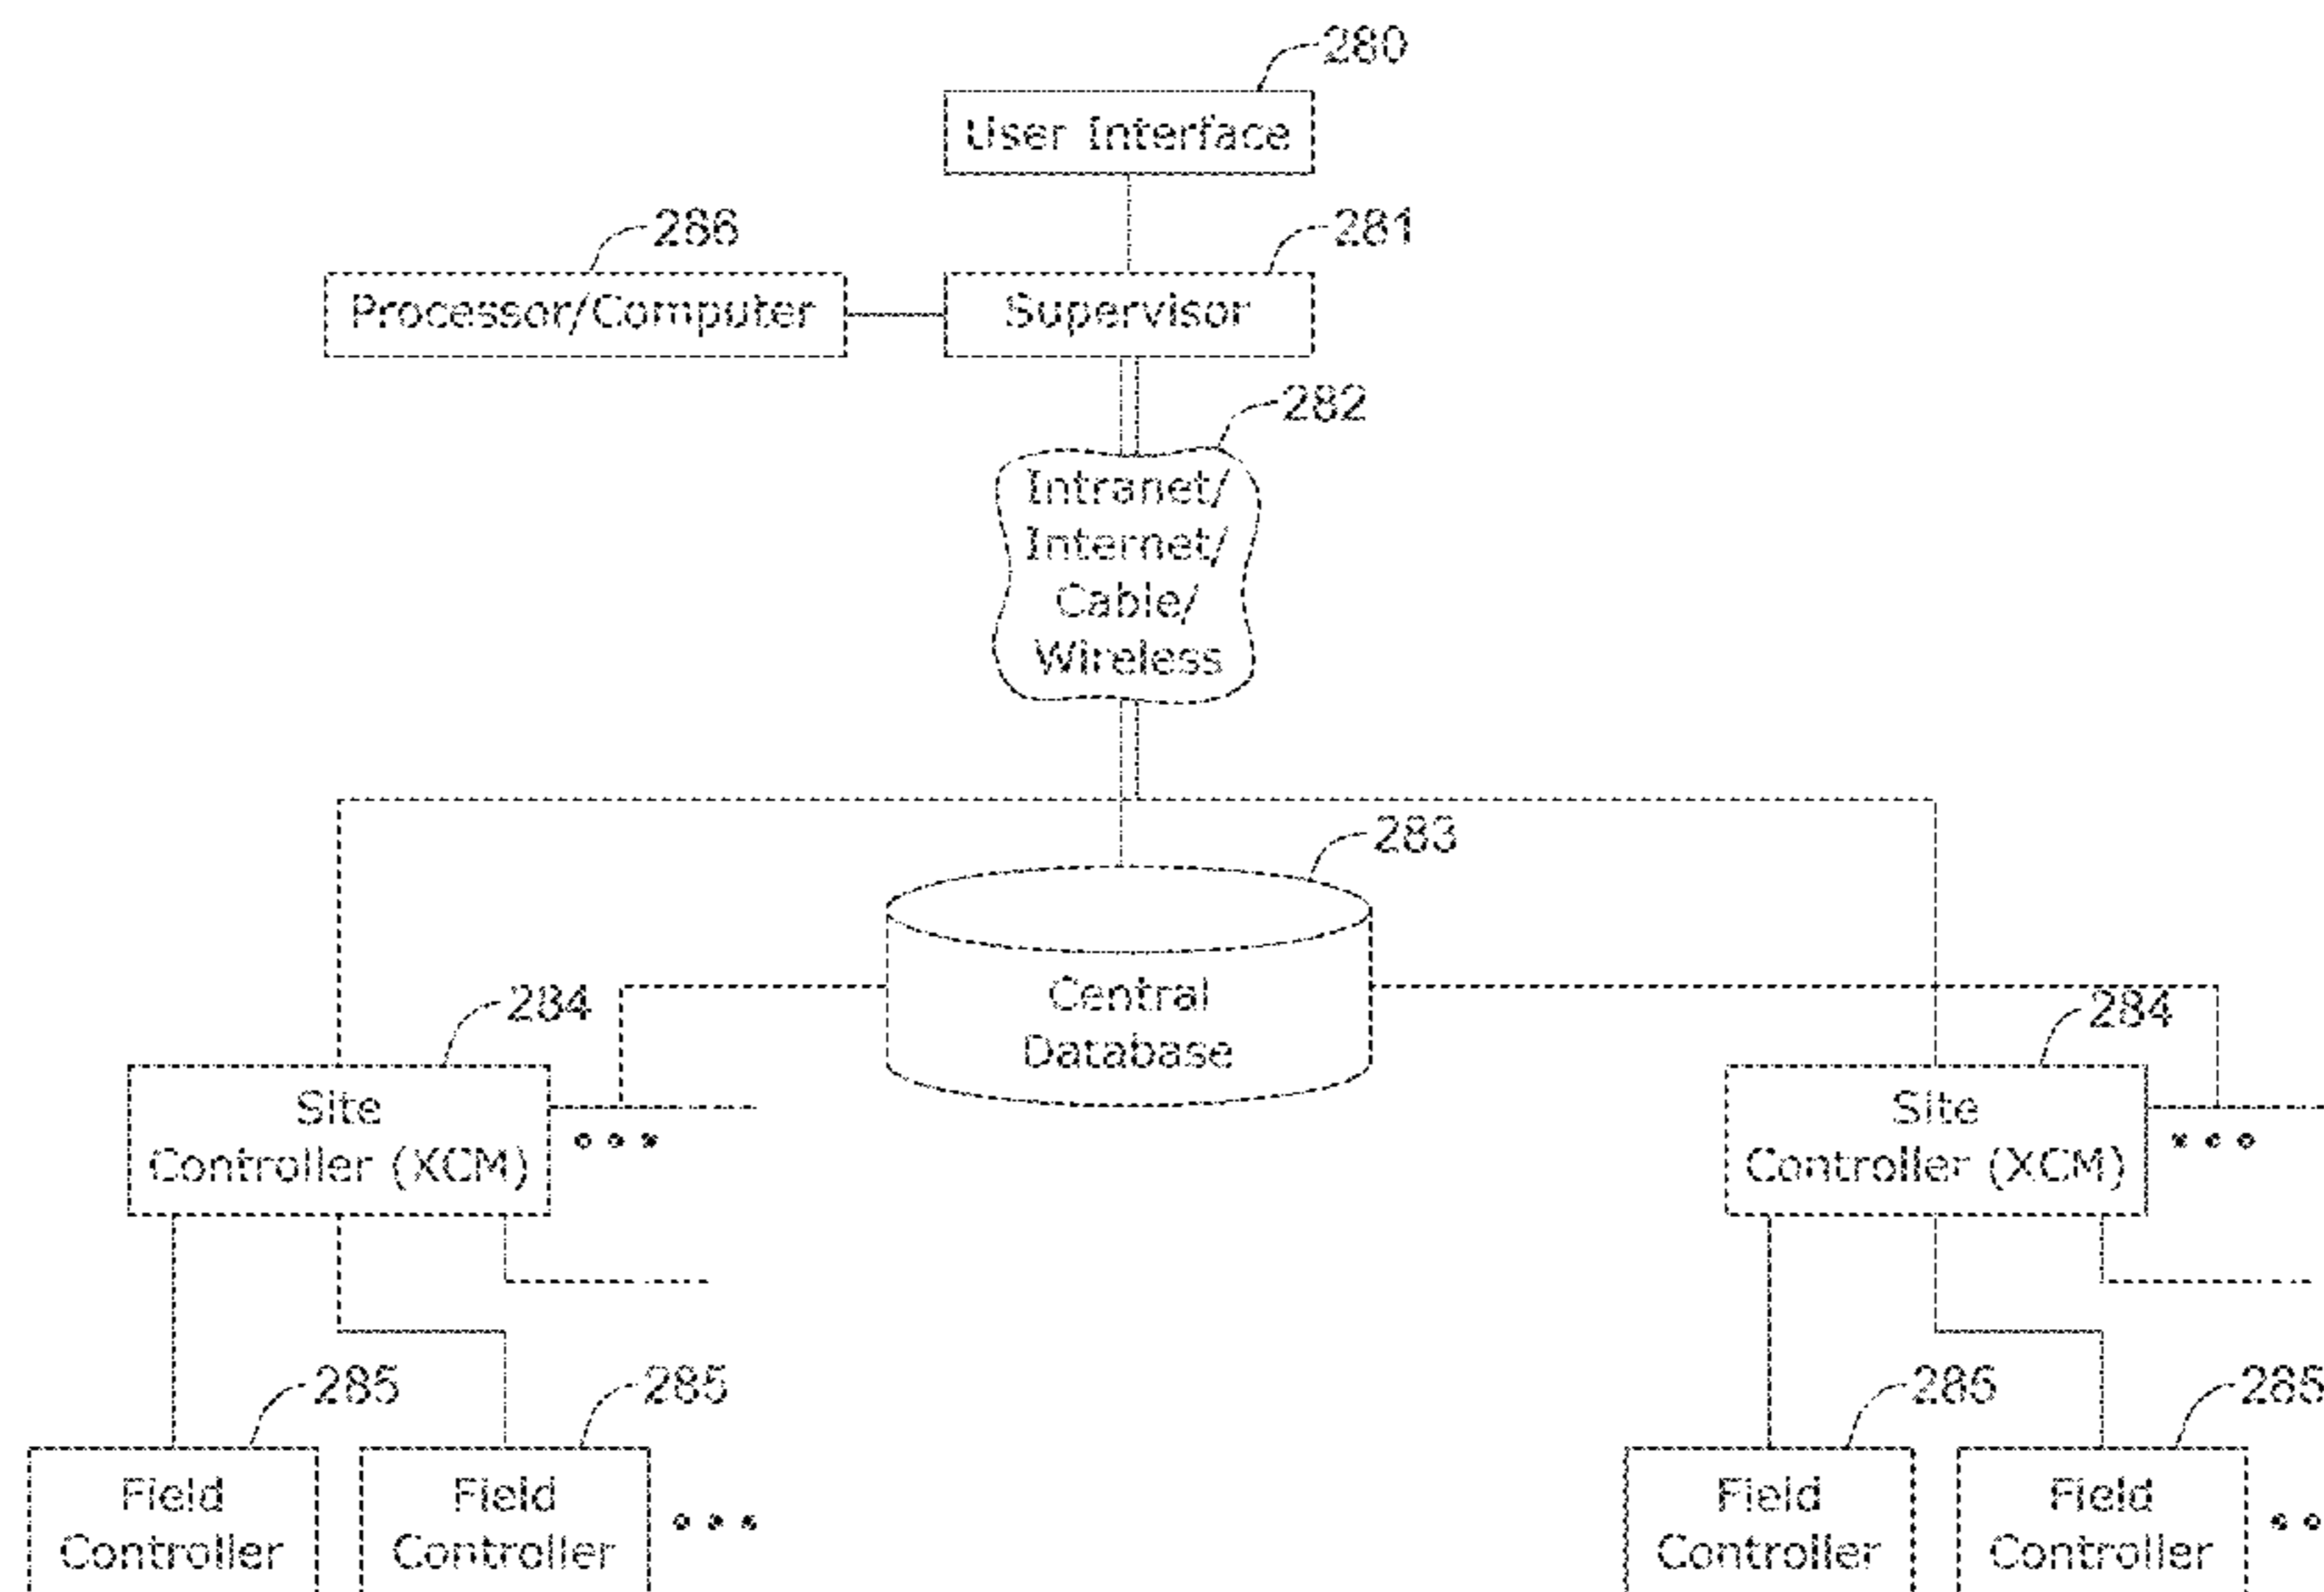 280
User Interface
286
281
Processor/Computer
Supervisor
282
Intranet/
Internet/
Cable/
Wireless
283
Central
Database
284
Site
Controller (XCM)
284
Site
Controller (XCM)
285
Field
Controller
285
Field
Controller
285
Field
Controller
285
Field
Controller